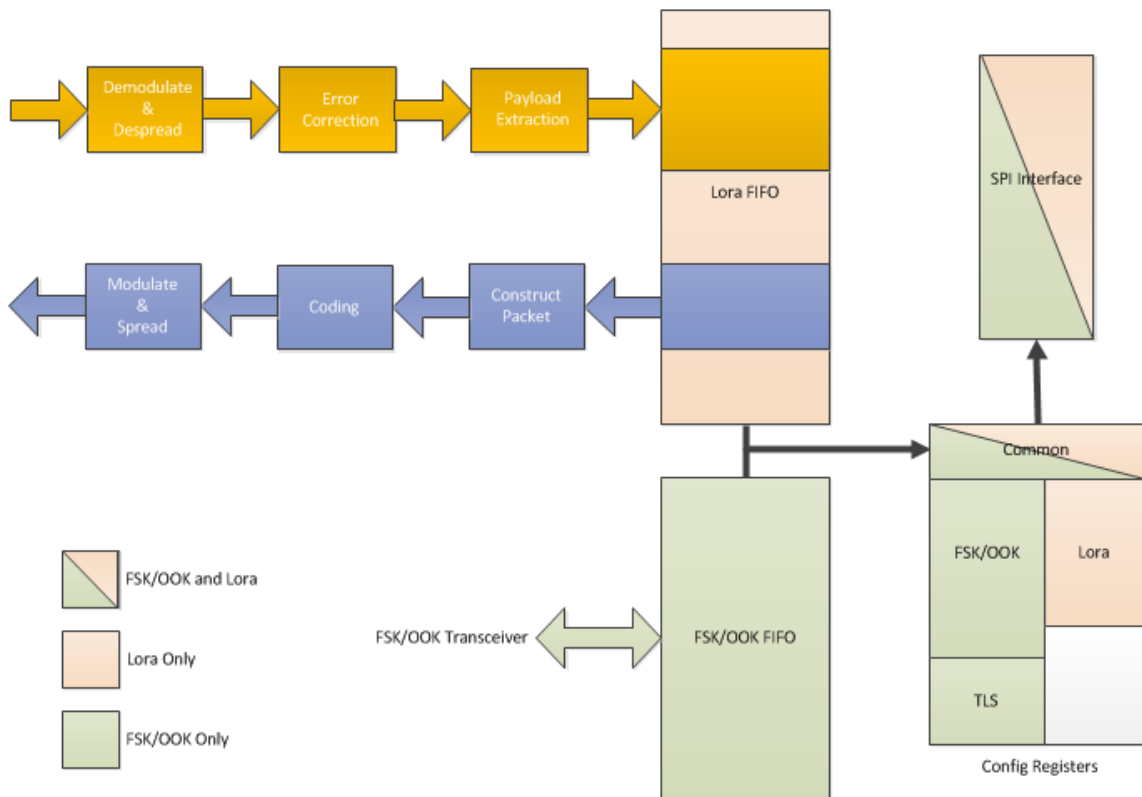 Demodulate
&
Despread
Error
Correction
Payload
Extraction
Lora FIFO
SPI Interface
Modulate
&
Spread
Coding
Construct
Packet
Common
FSK/OOK
Lora
TLS
Config Registers
FSK/OOK Transceiver
FSK/OOK FIFO
FSK/OOK and Lora
Lora Only
FSK/OOK Only